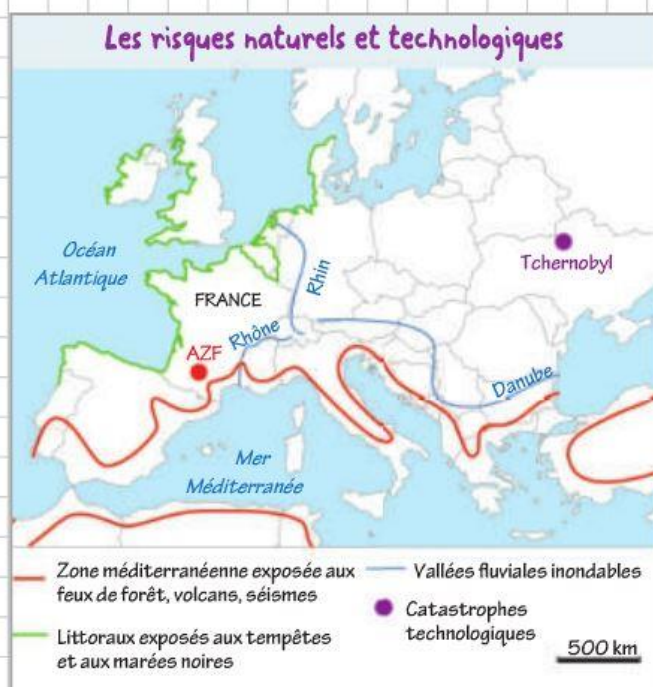 Les risques naturels et technologiques
Océan
Atlantique
FRANCE
Rhin
Rhône
AZF
Tchernobyl
Danube
Mer
Méditerranée
Zone méditerranéenne exposée aux
feux de forêt, volcans, séismes
Littoraux exposés aux tempêtes
et aux marées noires
Vallées fluviales inondables
Catastrophes
technologiques
500 km